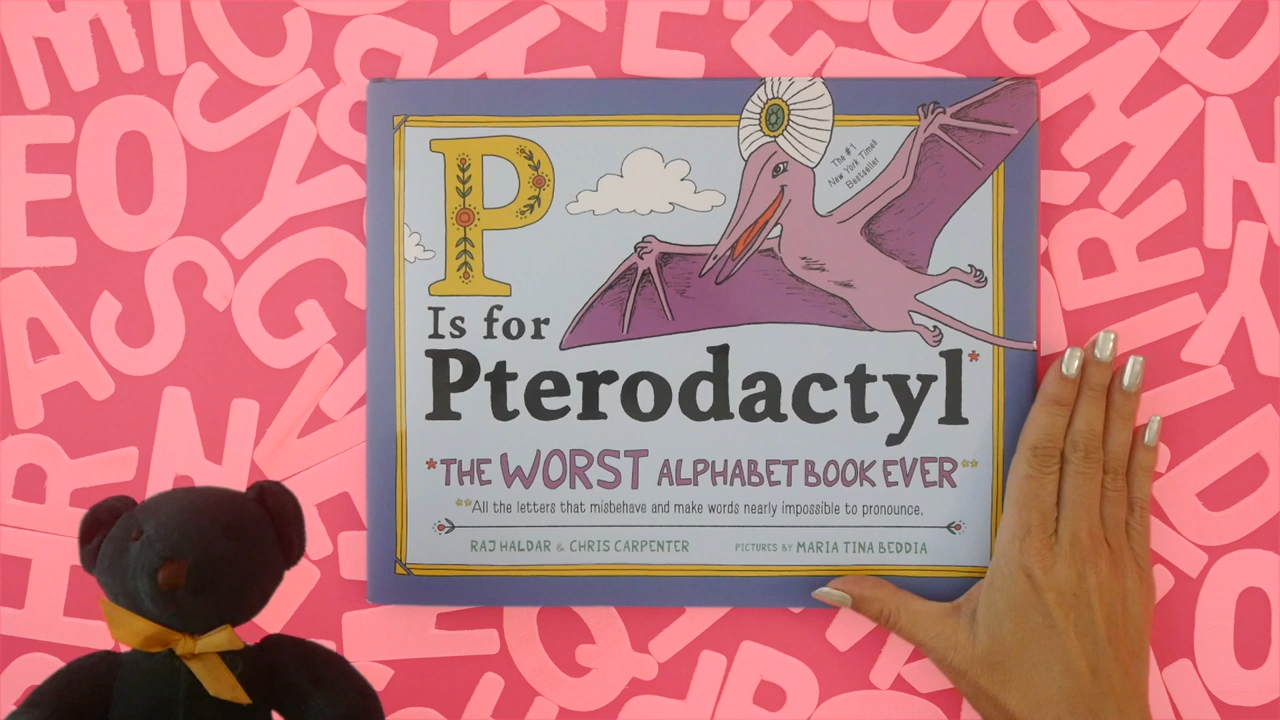 P
The #1
New York Times
Bestseller
Is for
Pterodactyl*
*THE WORST ALPHABET BOOK EVER**
**All the letters that misbehave and make words nearly impossible to pronounce.
RAJ HALDAR & CHRIS CARPENTER PICTURES BY MARIA TINA BEDDIA